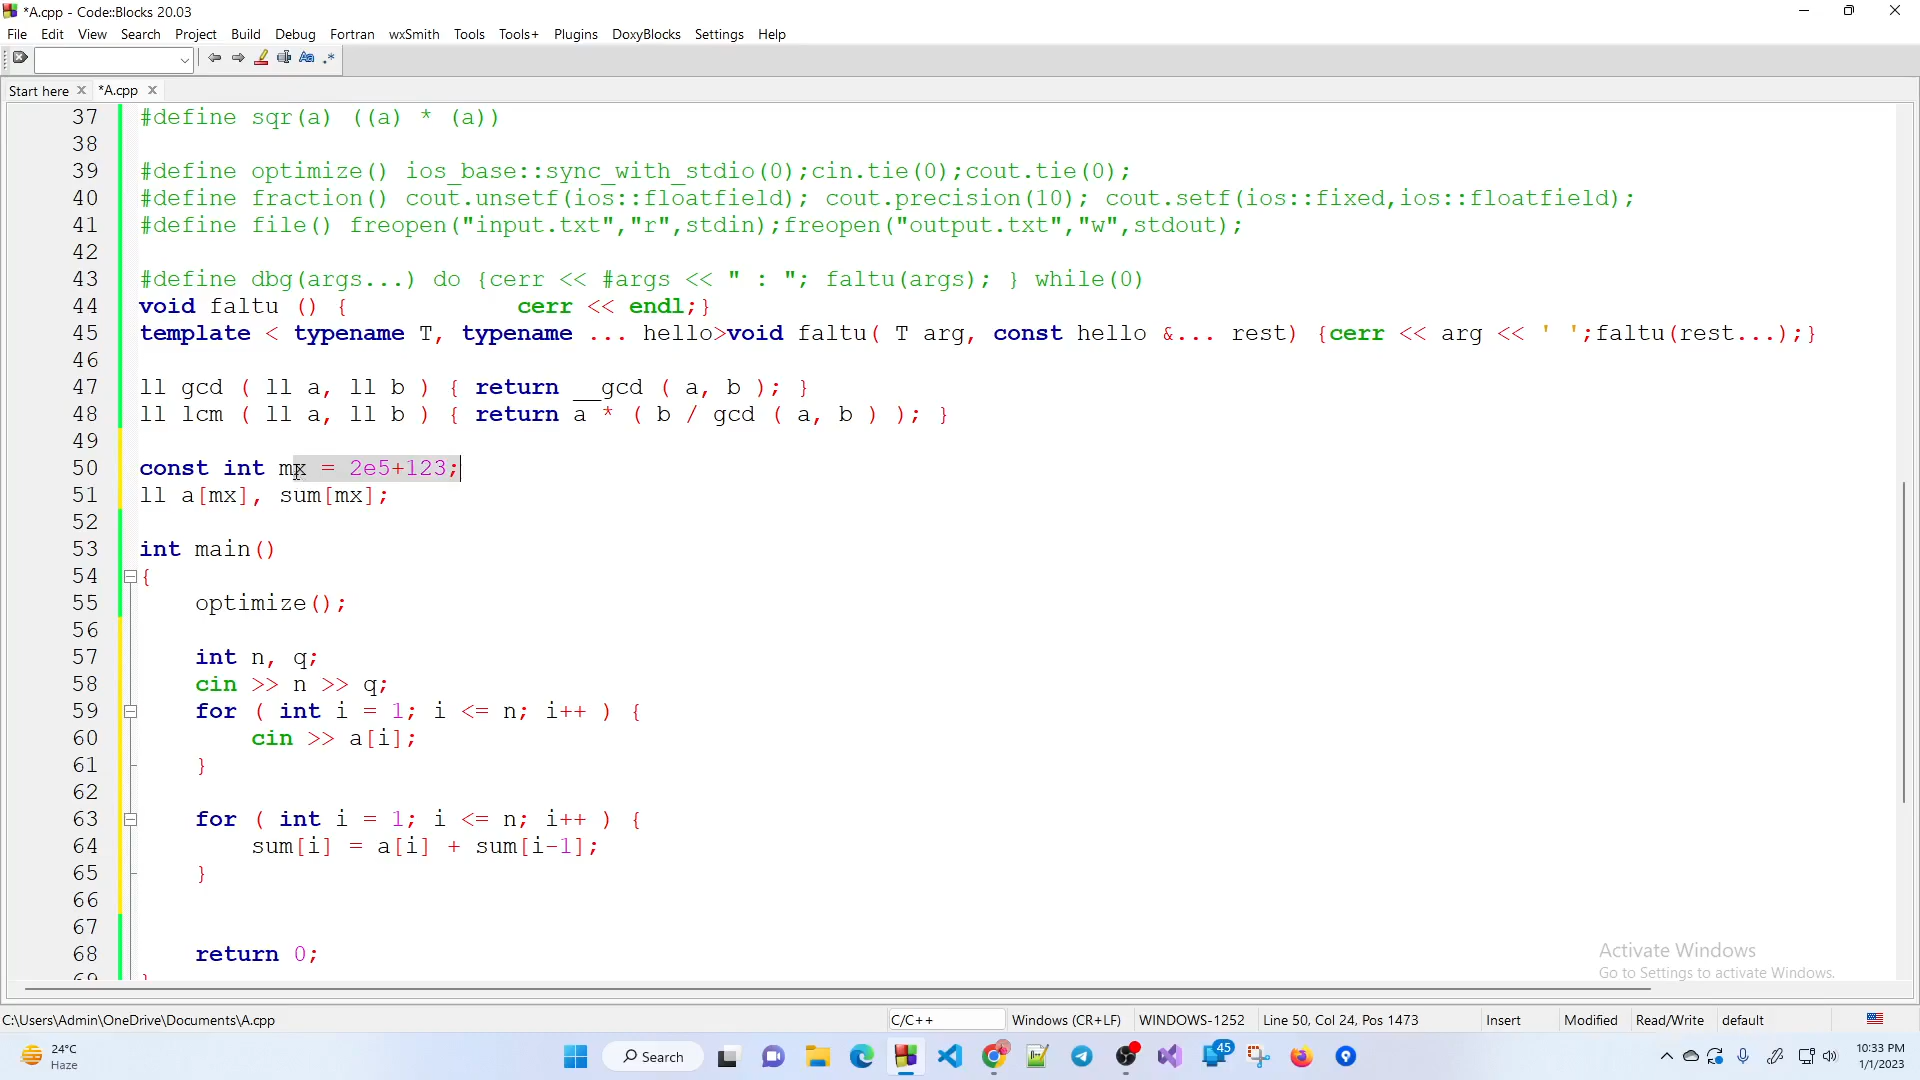 *A.cpp - Code::Blocks 20.03
File Edit View Search Project Build Debug Fortran wxSmith Tools Tools+ Plugins DoxyBlocks Settings Help
Start here *A.cpp
37 #define sqr(a) ((a) * (a))
38
39 #define optimize() ios_base::sync_with_stdio(0);cin.tie(0);cout.tie(0);
40 #define fraction() cout.unsetf(ios::floatfield); cout.precision(10); cout.setf(ios::fixed,ios::floatfield);
41 #define file() freopen("input.txt","r",stdin);freopen("output.txt","w",stdout);
42
43 #define dbg(args...) do {cerr << #args << " : "; faltu(args); } while(0)
44 void faltu () { cerr << endl;}
45 template < typename T, typename ... hello>void faltu( T arg, const hello &... rest) {cerr << arg << ' ';faltu(rest...);}
46
47 ll gcd ( ll a, ll b ) { return __gcd ( a, b ); }
48 ll lcm ( ll a, ll b ) { return a * ( b / gcd ( a, b ) ); }
49
50 const int mx = 2e5+123;
51 ll a[mx], sum[mx];
52
53 int main()
54 {
55 optimize();
56
57 int n, q;
58 cin >> n >> q;
59 for ( int i = 1; i <= n; i++ ) {
60 cin >> a[i];
61 }
62
63 for ( int i = 1; i <= n; i++ ) {
64 sum[i] = a[i] + sum[i-1];
65 }
66
67
68 return 0;
69 }
Activate Windows
Go to Settings to activate Windows.
C:\Users\Admin\OneDrive\Documents\A.cpp C/C++ Windows (CR+LF) WINDOWS-1252 Line 50, Col 24, Pos 1473 Insert Modified Read/Write default
24°C
Haze
Search
45
10:33 PM
1/1/2023